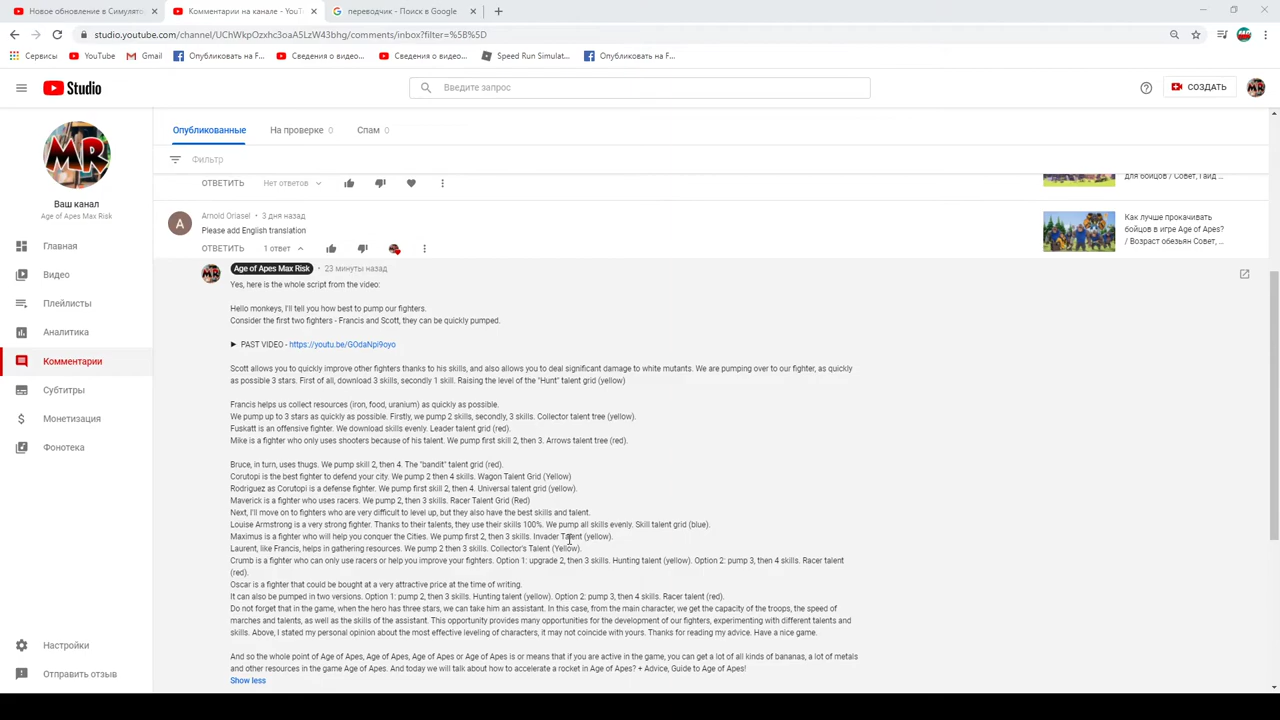 Новое обновление в Симулято
Комментарии на канале - YouT
переводчик - Поиск в Google
studio.youtube.com/channel/UChWkpOzxhc3oaA5LzW43bhg/comments/inbox?filter=%5B%5D
Сервисы
YouTube
Gmail
Опубликовать на F...
Сведения о видео...
Сведения о видео...
Speed Run Simulat...
Опубликовать на F...
Studio
Введите запрос
СОЗДАТЬ
MR
Ваш канал
Age of Apes Max Risk
Главная
Видео
Плейлисты
Аналитика
Комментарии
Субтитры
Монетизация
Фонотека
Настройки
Отправить отзыв
Опубликованные
На проверке 0
Спам 0
Фильтр
ОТВЕТИТЬ Нет ответов
для бойцов / Совет, Гайд ...
A
Arnold Oriasel • 3 дня назад
Please add English translation
ОТВЕТИТЬ 1 ответ
Как лучше прокачивать
бойцов в игре Age of Apes?
/ Возраст обезьян Совет, ...
Age of Apes Max Risk • 23 минуты назад
Yes, here is the whole script from the video:
Hello monkeys, I'll tell you how best to pump our fighters.
Consider the first two fighters - Francis and Scott, they can be quickly pumped.
► PAST VIDEO - https://youtu.be/GOdaNpi9oyo
Scott allows you to quickly improve other fighters thanks to his skills, and also allows you to deal significant damage to white mutants. We are pumping over to our fighter, as quickly
as possible 3 stars. First of all, download 3 skills, secondly 1 skill. Raising the level of the "Hunt" talent grid (yellow)
Francis helps us collect resources (iron, food, uranium) as quickly as possible.
We pump up to 3 stars as quickly as possible. Firstly, we pump 2 skills, secondly, 3 skills. Collector talent tree (yellow).
Fuskatt is an offensive fighter. We download skills evenly. Leader talent grid (red).
Mike is a fighter who only uses shooters because of his talent. We pump first skill 2, then 3. Arrows talent tree (red).
Bruce, in turn, uses thugs. We pump skill 2, then 4. The "bandit" talent grid (red).
Corutopi is the best fighter to defend your city. We pump 2 then 4 skills. Wagon Talent Grid (Yellow)
Rodriguez as Corutopi is a defense fighter. We pump first skill 2, then 4. Universal talent grid (yellow).
Maverick is a fighter who uses racers. We pump 2, then 3 skills. Racer Talent Grid (Red)
Next, I'll move on to fighters who are very difficult to level up, but they also have the best skills and talent.
Louise Armstrong is a very strong fighter. Thanks to their talents, they use their skills 100%. We pump all skills evenly. Skill talent grid (blue).
Maximus is a fighter who will help you conquer the Cities. We pump first 2, then 3 skills. Invader Talent (yellow).
Laurent, like Francis, helps in gathering resources. We pump 2 then 3 skills. Collector's Talent (Yellow).
Crumb is a fighter who can only use racers or help you improve your fighters. Option 1: upgrade 2, then 3 skills. Hunting talent (yellow). Option 2: pump 3, then 4 skills. Racer talent
(red).
Oscar is a fighter that could be bought at a very attractive price at the time of writing.
It can also be pumped in two versions. Option 1: pump 2, then 3 skills. Hunting talent (yellow). Option 2: pump 3, then 4 skills. Racer talent (red).
Do not forget that in the game, when the hero has three stars, we can take him an assistant. In this case, from the main character, we get the capacity of the troops, the speed of
marches and talents, as well as the skills of the assistant. This opportunity provides many opportunities for the development of our fighters, experimenting with different talents and
skills. Above, I stated my personal opinion about the most effective leveling of characters, it may not coincide with yours. Thanks for reading my advice. Have a nice game.
And so the whole point of Age of Apes, Age of Apes, Age of Apes or Age of Apes is or means that if you are active in the game, you can get a lot of all kinds of bananas, a lot of metals
and other resources in the game Age of Apes. And today we will talk about how to accelerate a rocket in Age of Apes? + Advice, Guide to Age of Apes!
Show less